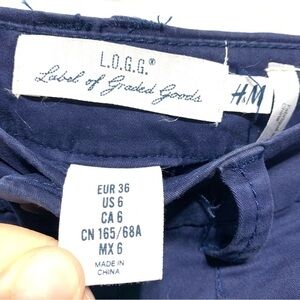 L.O.G.G.®
Label of Graded Goods
H&M
EUR 36
US 6
CA 6
CN 165/68A
MX 6
MADE IN
CHINA